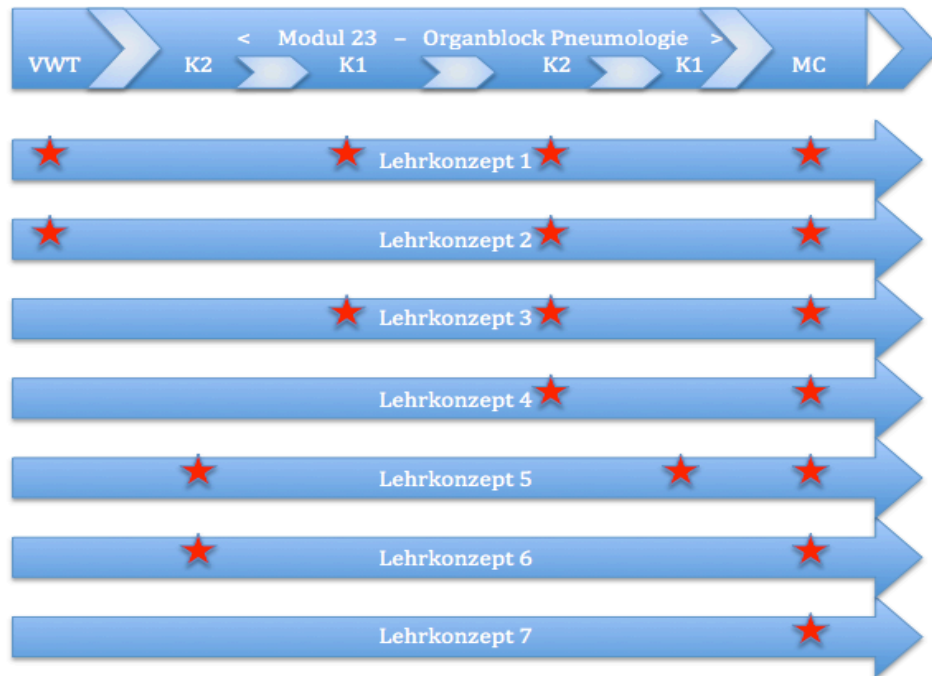 < Modul 23 – Organblock Pneumologie >
VWT K2 K1 K2 K1 MC
Lehrkonzept 1
Lehrkonzept 2
Lehrkonzept 3
Lehrkonzept 4
Lehrkonzept 5
Lehrkonzept 6
Lehrkonzept 7